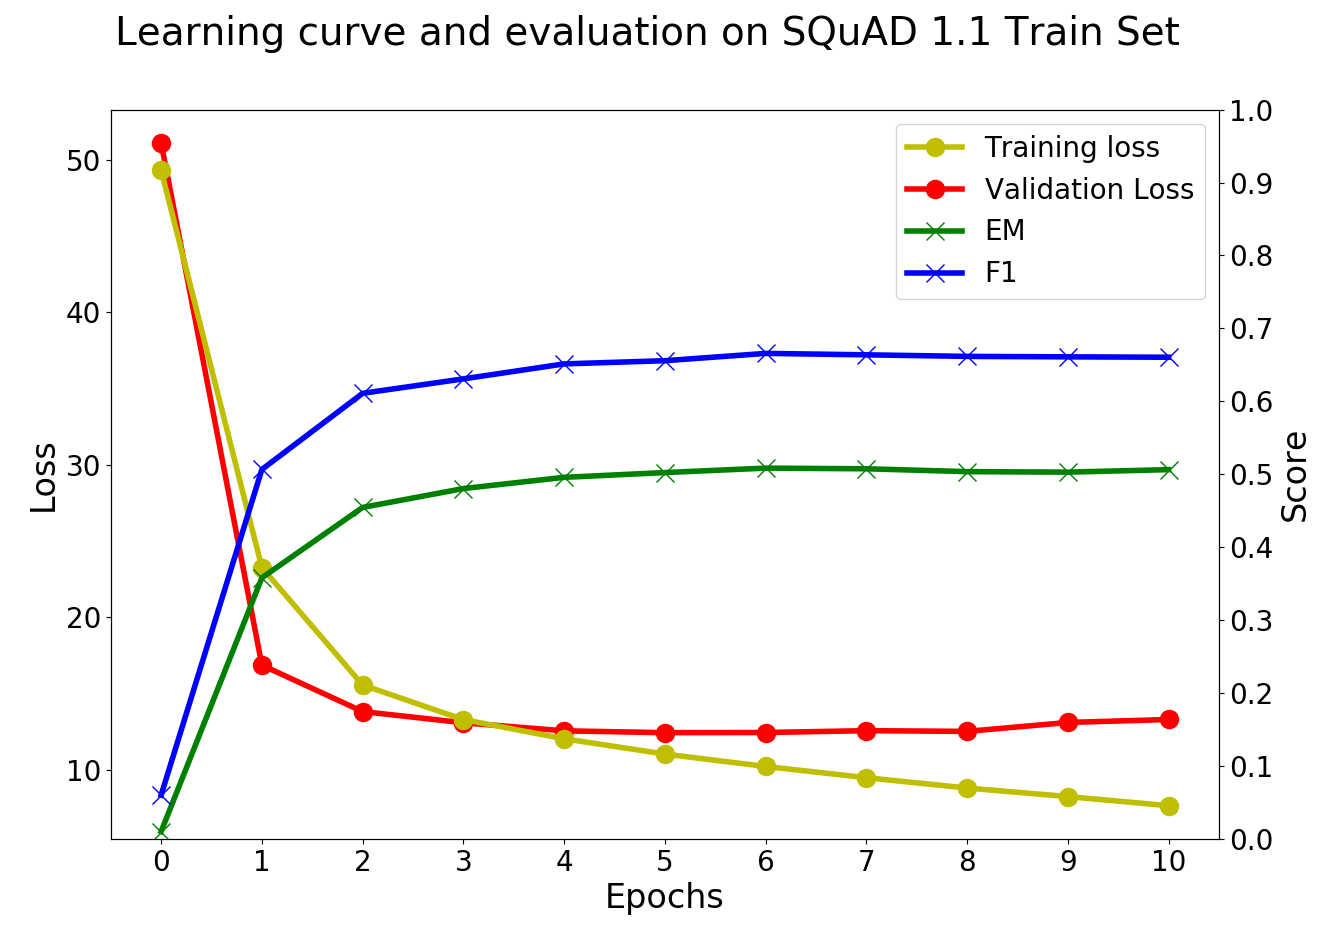 Learning curve and evaluation on SQuAD 1.1 Train Set
Training loss
Validation Loss
EM
F1
50
40
30
20
10
Loss
1.0
0.9
0.8
0.7
0.6
0.5
0.4
0.3
0.2
0.1
0.0
Score
0 1 2 3 4 5 6 7 8 9 10
Epochs